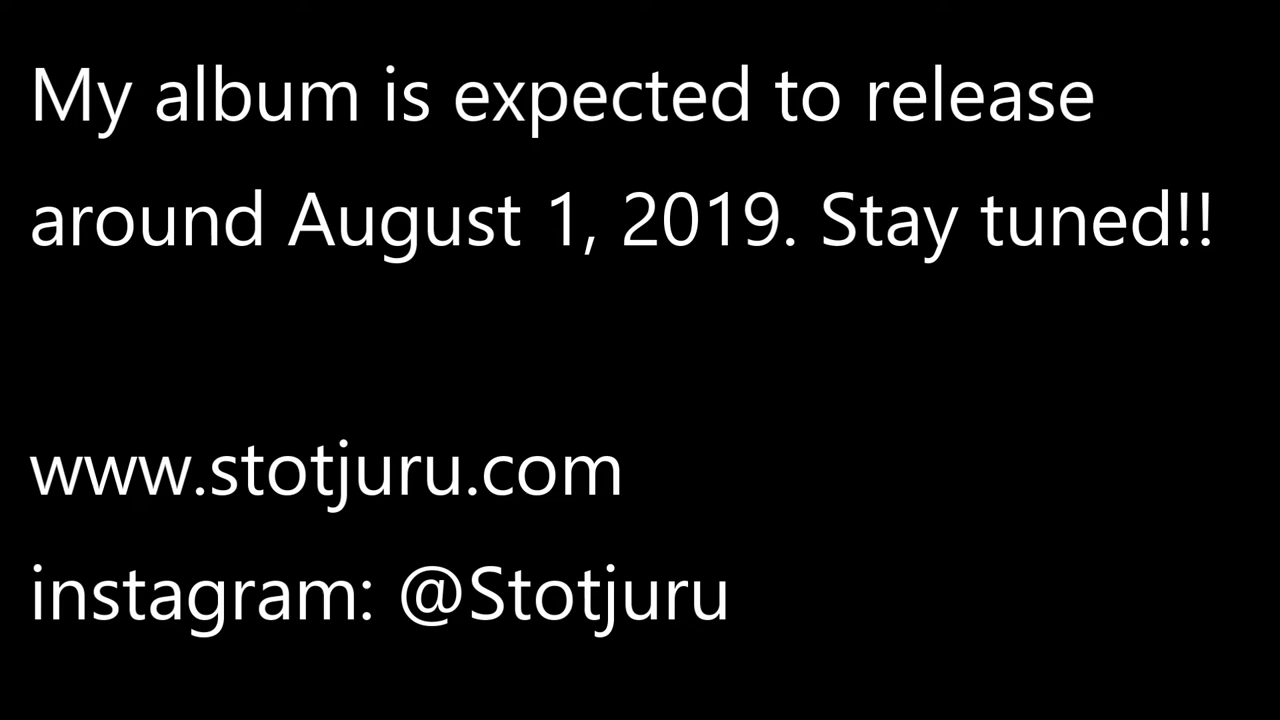 My album is expected to release
around August 1, 2019. Stay tuned!!
www.stotjuru.com
instagram: @Stotjuru